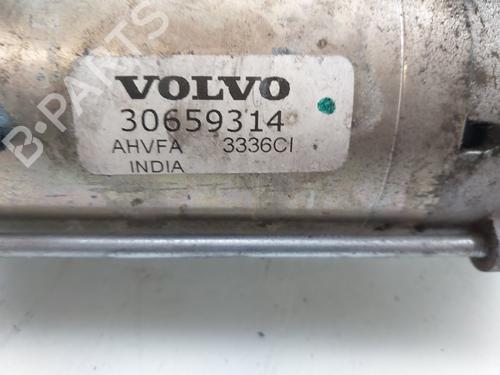 VOLVO
30659314
AHVFA 3336CI
INDIA
B-PARTS